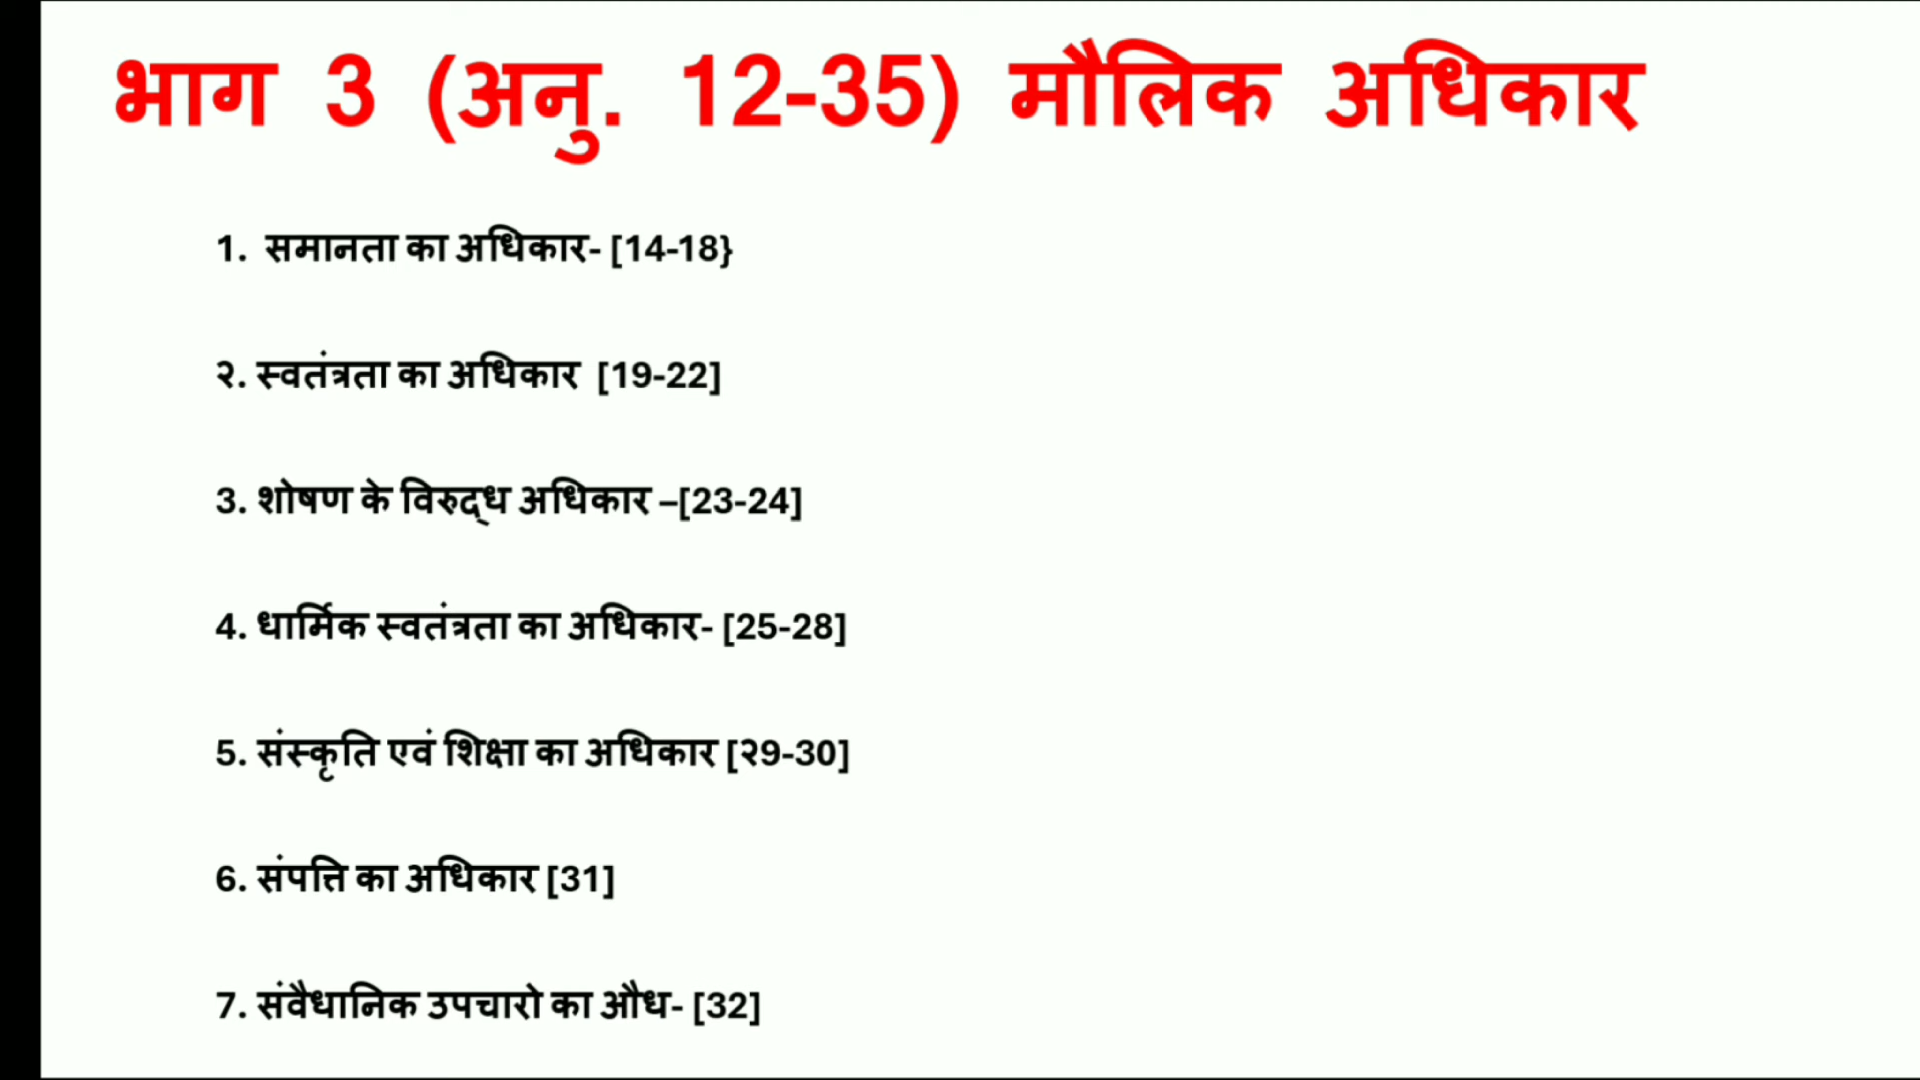 भाग 3 (अनु. 12-35) मौलिक अधिकार
1. समानता का अधिकार- [14-18}
२. स्वतंत्रता का अधिकार [19-22]
3. शोषण के विरुद्ध अधिकार –[23-24]
4. धार्मिक स्वतंत्रता का अधिकार- [25-28]
5. संस्कृति एवं शिक्षा का अधिकार [२9-30]
6. संपत्ति का अधिकार [31]
7. संवैधानिक उपचारो का औध- [32]